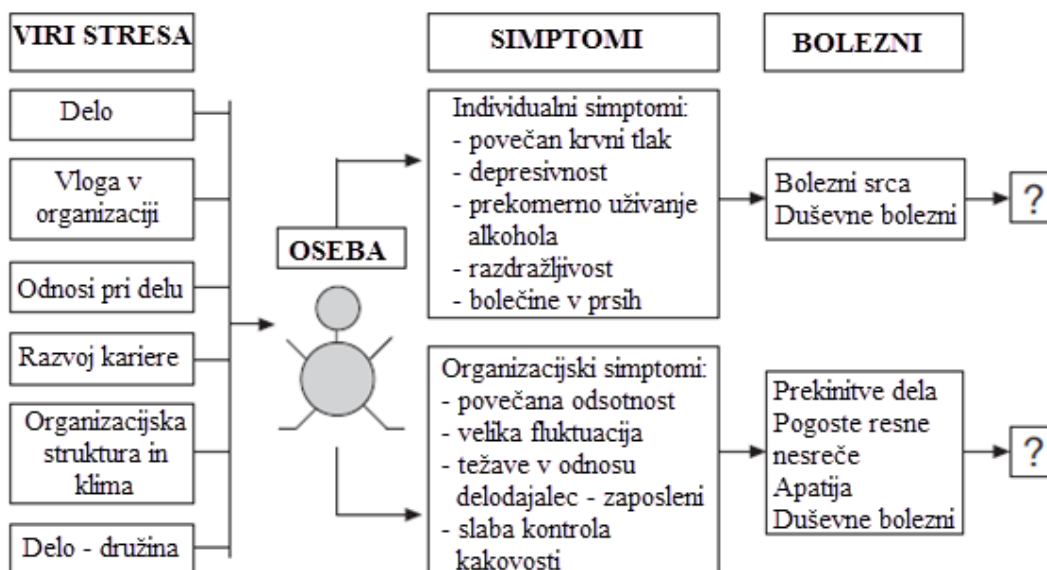 VIRI STRESA
SIMPTOMI
BOLEZNI
Delo
Vloga v
organizaciji
Odnosi pri delu
Razvoj kariere
Organizacijska
struktura in
klima
Delo - družina
OSEBA
Individualni simptomi:
- povečan krvni tlak
- depresivnost
- prekomerno uživanje
alkohola
- razdražljivost
- bolečine v prsih
Bolezni srca
Duševne bolezni
?
Organizacijski simptomi:
- povečana odsotnost
- velika fluktuacija
- težave v odnosu
delodajalec - zaposleni
- slaba kontrola
kakovosti
Prekinitve dela
Pogoste resne
nesreče
Apatija
Duševne bolezni
?